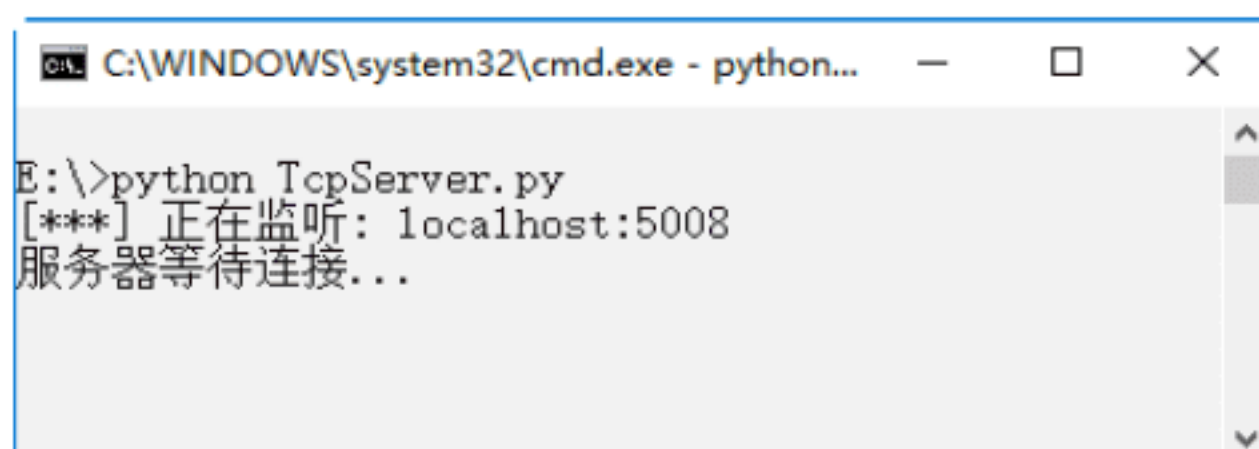 C:\WINDOWS\system32\cmd.exe - python...
E:\>python TcpServer.py
[***] 正在监听: localhost:5008
服务器等待连接...